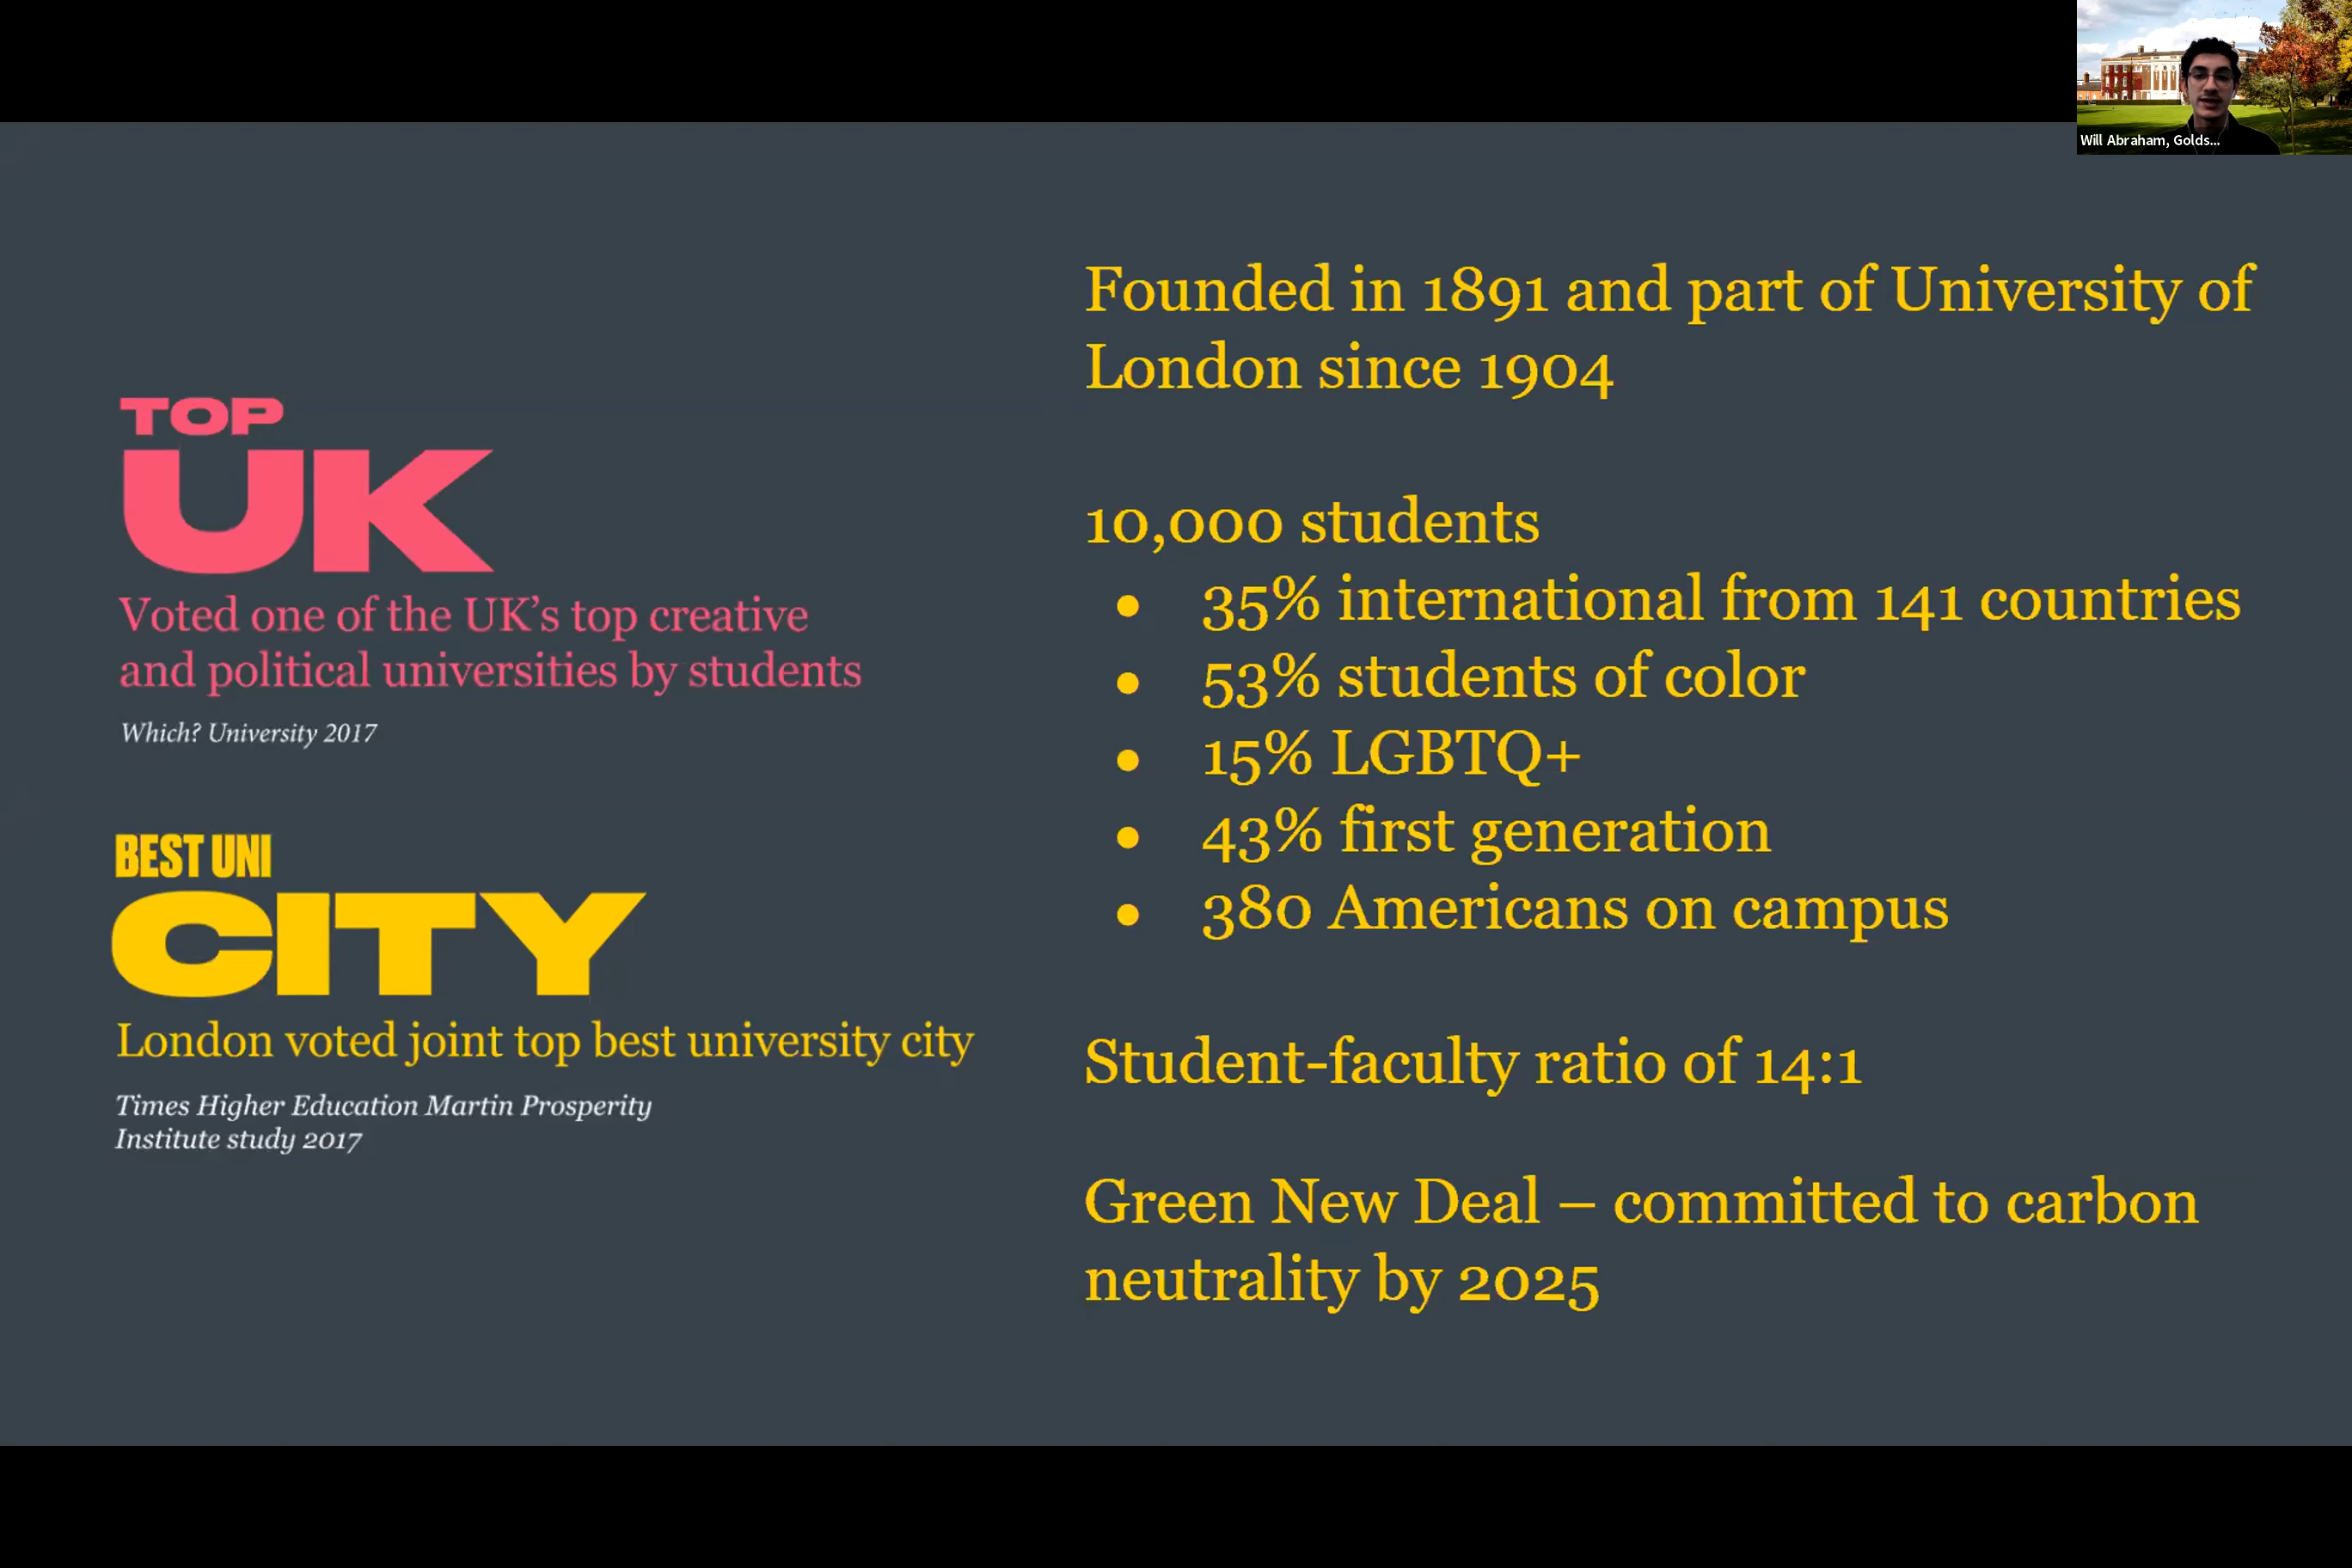 Will Abraham, Golds...
TOP
UK
Voted one of the UK's top creative
and political universities by students
Which? University 2017
BEST UNI
CITY
London voted joint top best university city
Times Higher Education Martin Prosperity
Institute study 2017
Founded in 1891 and part of University of
London since 1904
10,000 students
● 35% international from 141 countries
● 53% students of color
● 15% LGBTQ+
● 43% first generation
● 380 Americans on campus
Student-faculty ratio of 14:1
Green New Deal – committed to carbon
neutrality by 2025